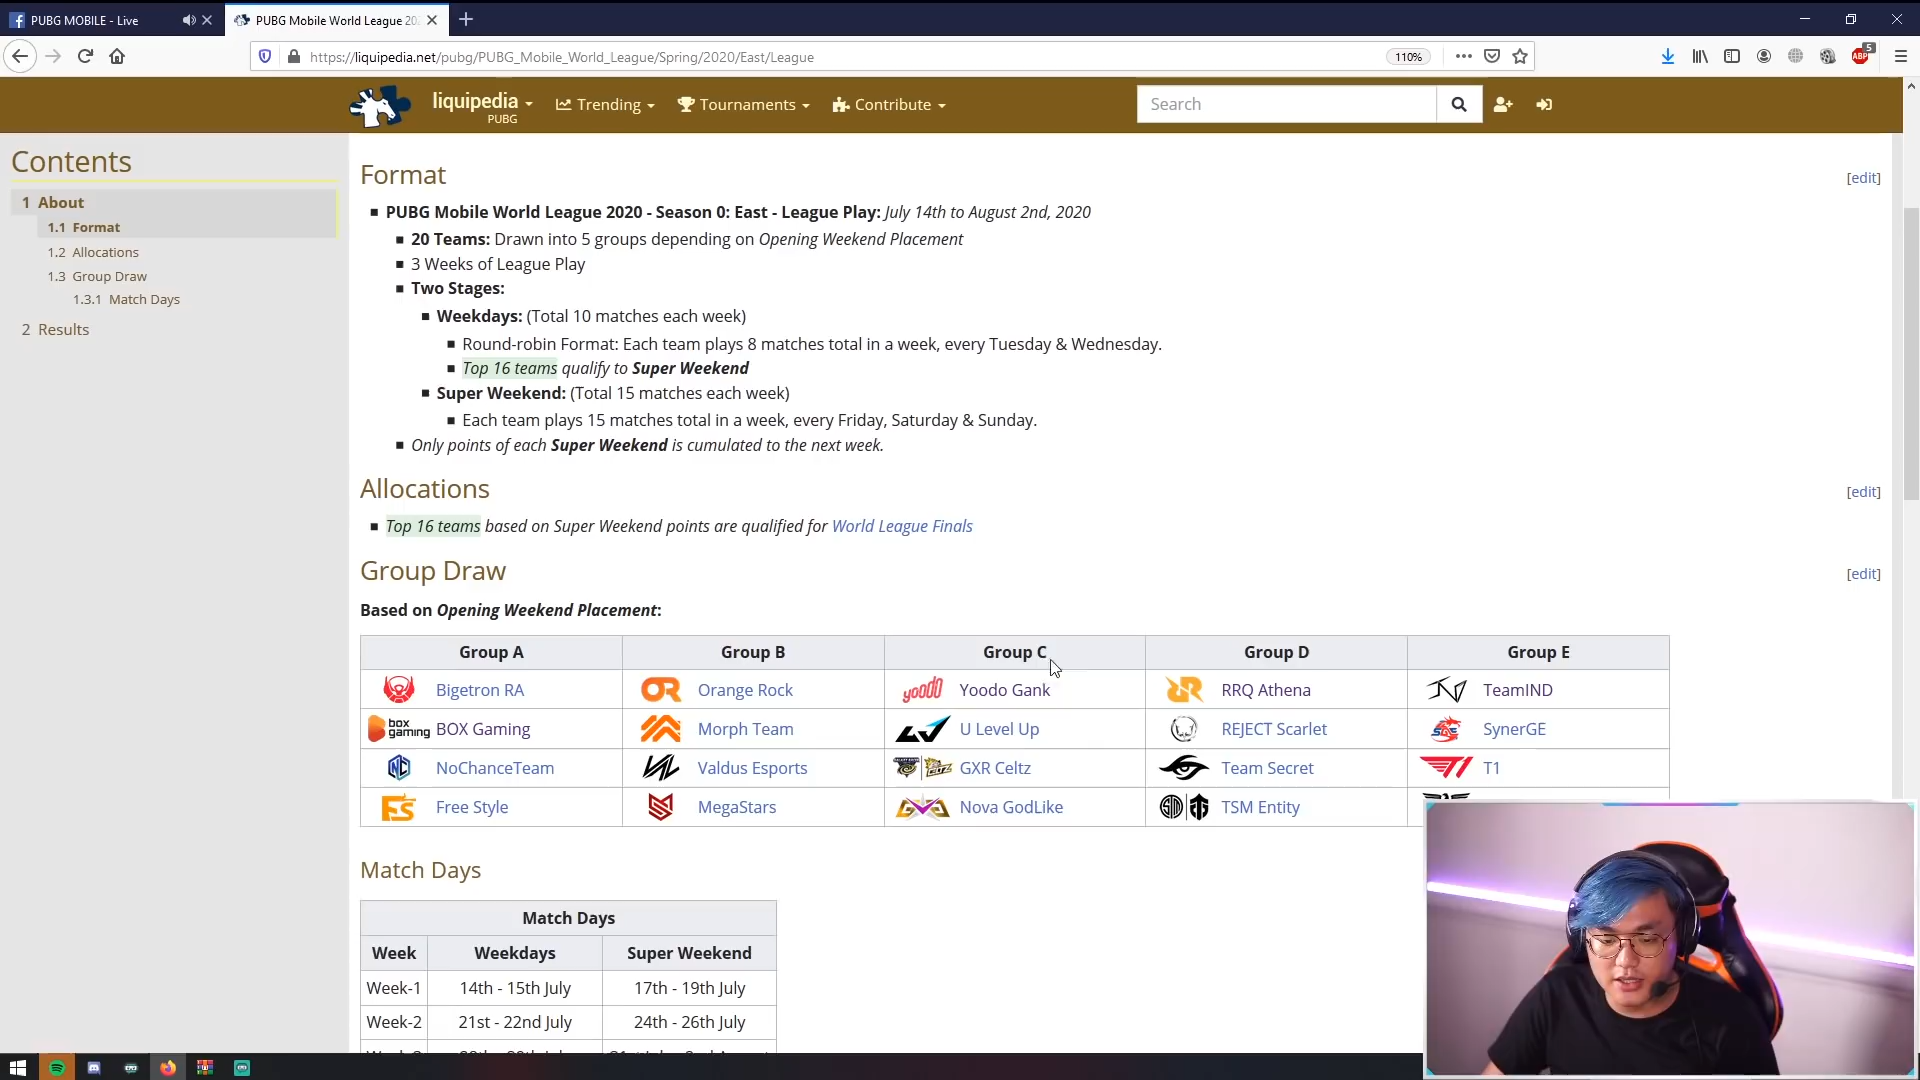 PUBG MOBILE - Live
PUBG Mobile World League 20
https://liquipedia.net/pubg/PUBG_Mobile_World_League/Spring/2020/East/League
110%
5
ABP
liquipedia
PUBG
Trending
Tournaments
Contribute
Search
Contents
1 About
1.1 Format
1.2 Allocations
1.3 Group Draw
1.3.1 Match Days
2 Results
Format
[edit]
PUBG Mobile World League 2020 - Season 0: East - League Play: July 14th to August 2nd, 2020
20 Teams: Drawn into 5 groups depending on Opening Weekend Placement
3 Weeks of League Play
Two Stages:
Weekdays: (Total 10 matches each week)
Round-robin Format: Each team plays 8 matches total in a week, every Tuesday & Wednesday.
Top 16 teams qualify to Super Weekend
Super Weekend: (Total 15 matches each week)
Each team plays 15 matches total in a week, every Friday, Saturday & Sunday.
Only points of each Super Weekend is cumulated to the next week.
Allocations
[edit]
Top 16 teams based on Super Weekend points are qualified for World League Finals
Group Draw
[edit]
Based on Opening Weekend Placement:
Group A Group B Group C Group D Group E
Bigetron RA OR Orange Rock yoodo Yoodo Gank RRQ Athena TeamIND
box gaming BOX Gaming Morph Team U Level Up REJECT Scarlet SGE SynerGE
NC NoChanceTeam Valdus Esports GXR Celtz Team Secret T1 T1
FS Free Style MegaStars Nova GodLike TSM Entity
Match Days
Match Days
Week Weekdays Super Weekend
Week-1 14th - 15th July 17th - 19th July
Week-2 21st - 22nd July 24th - 26th July